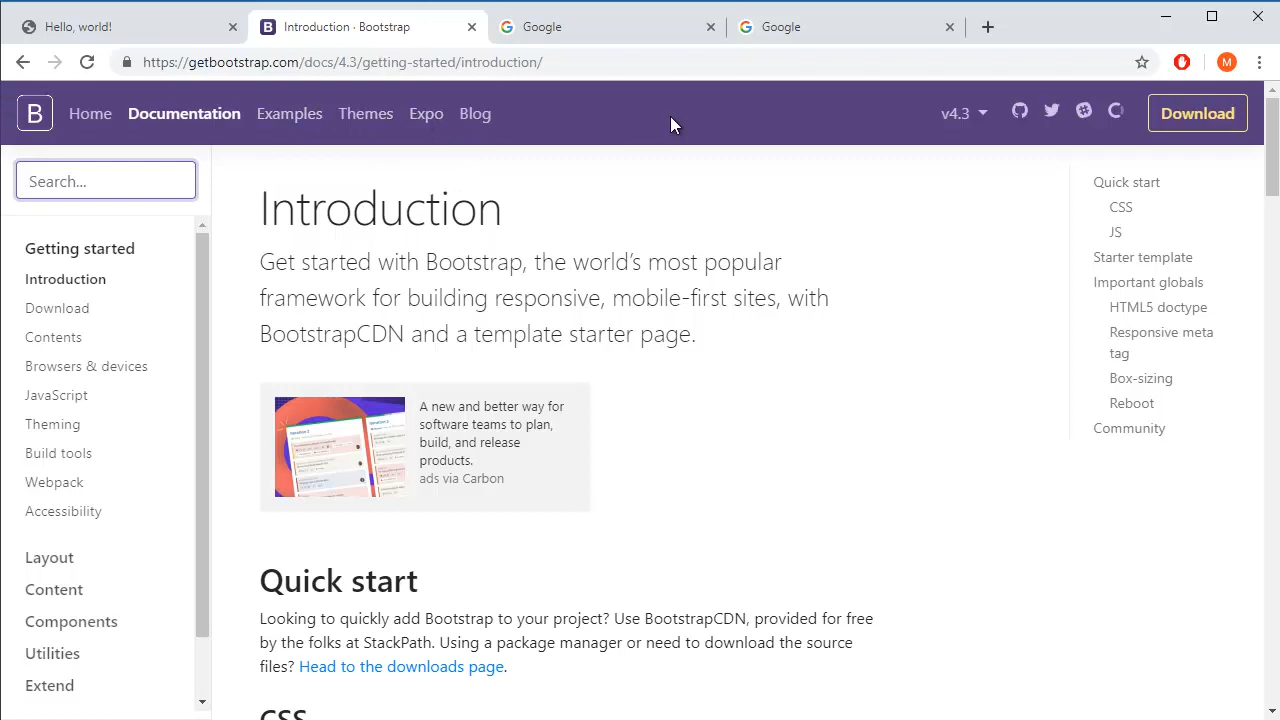 Hello, world!
Introduction · Bootstrap
Google
Google
https://getbootstrap.com/docs/4.3/getting-started/introduction/
M
B
Home
Documentation
Examples
Themes
Expo
Blog
v4.3
Download
Search...
Getting started
Introduction
Download
Contents
Browsers & devices
JavaScript
Theming
Build tools
Webpack
Accessibility
Layout
Content
Components
Utilities
Extend
Introduction
Get started with Bootstrap, the world’s most popular
framework for building responsive, mobile-first sites, with
BootstrapCDN and a template starter page.
A new and better way for
software teams to plan,
build, and release
products.
ads via Carbon
Quick start
Looking to quickly add Bootstrap to your project? Use BootstrapCDN, provided for free
by the folks at StackPath. Using a package manager or need to download the source
files? Head to the downloads page.
CSS
Quick start
CSS
JS
Starter template
Important globals
HTML5 doctype
Responsive meta
tag
Box-sizing
Reboot
Community